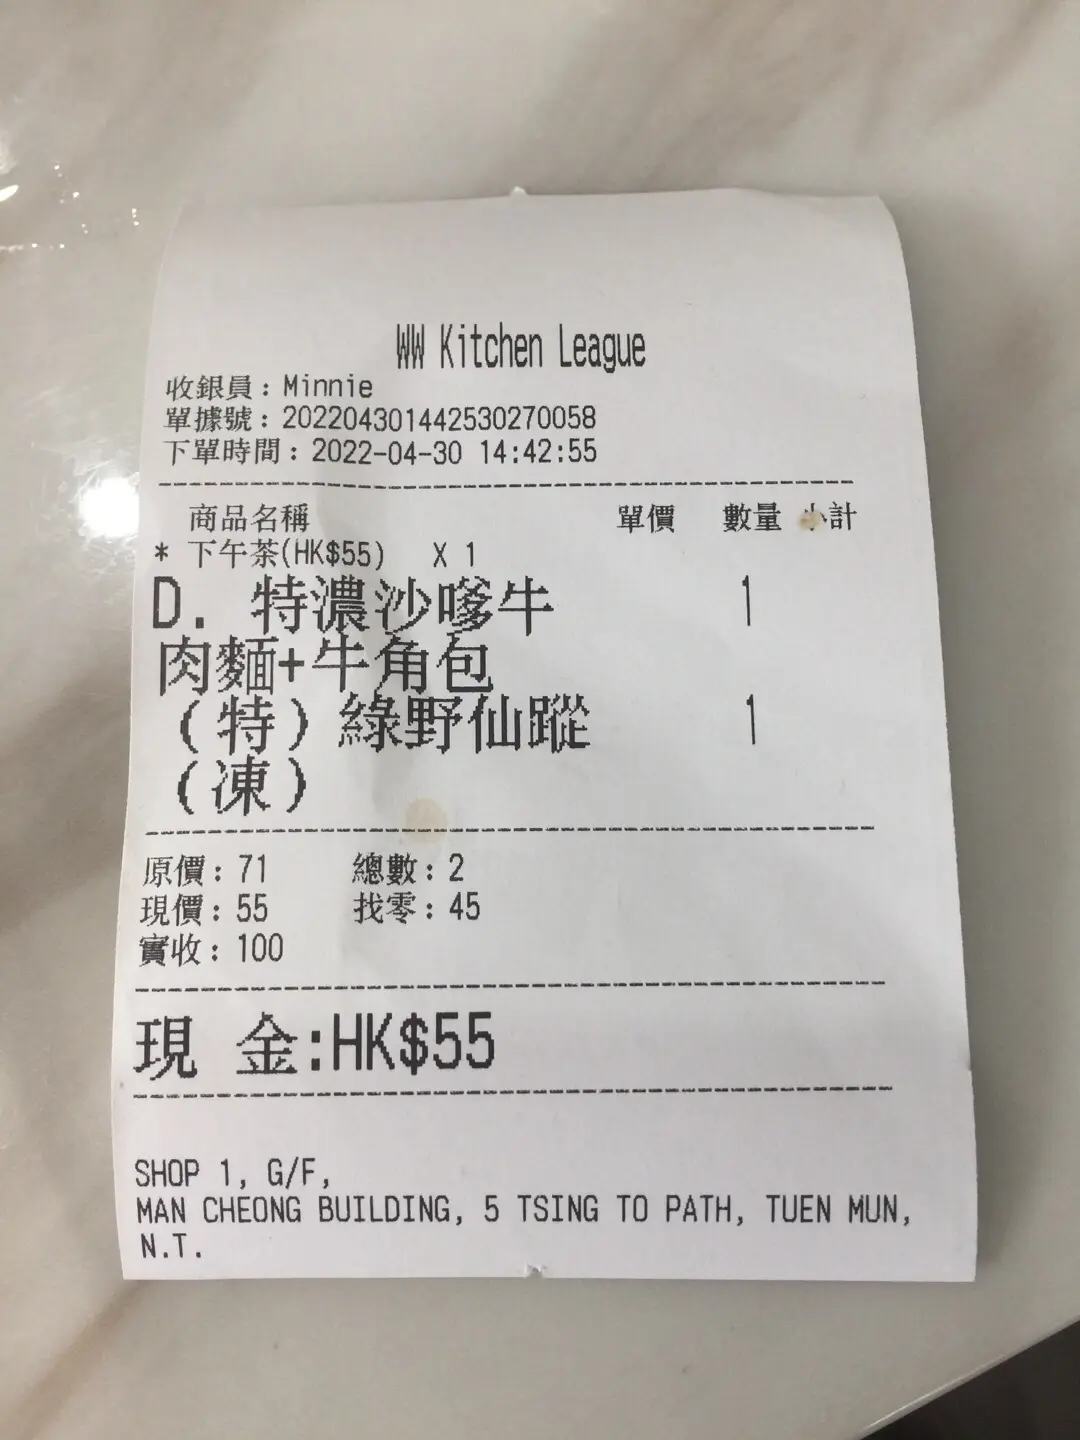 WW Kitchen League
收銀員：Minnie
單據號：202204301442530270058
下單時間：2022-04-30 14:42:55
商品名稱 單價 數量 小計
* 下午茶(HK$55) X 1
D. 特濃沙嗲牛 1
肉麵+牛角包
（特）綠野仙蹤 1
（凍）
原價：71 總數：2
現價：55 找零：45
實收：100
現 金:HK$55
SHOP 1, G/F,
MAN CHEONG BUILDING, 5 TSING TO PATH, TUEN MUN,
N.T.